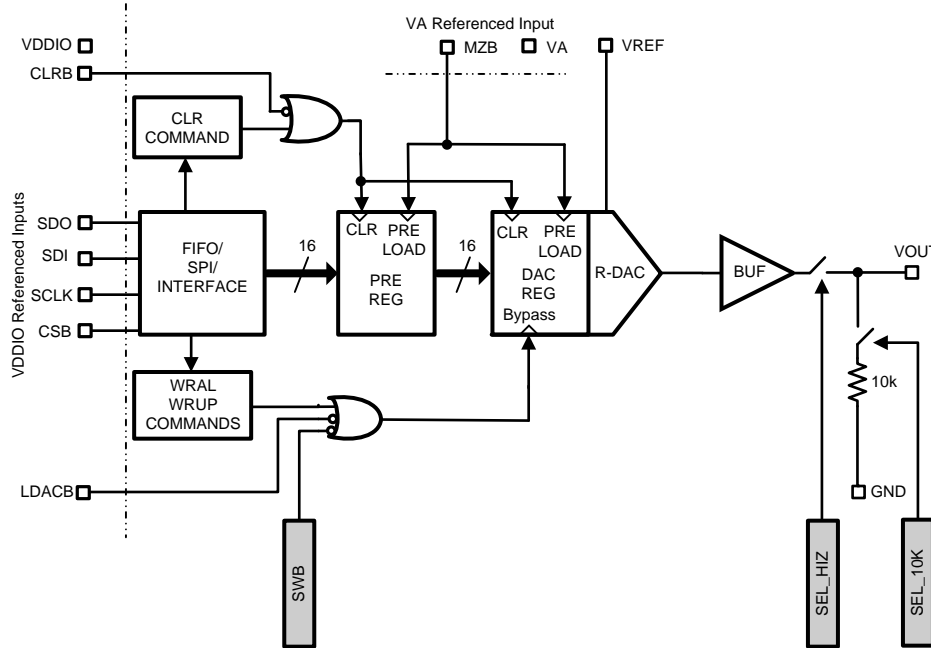 VA Referenced Input
VDDIO
MZB
VA
VREF
CLRB
CLR
COMMAND
VDDIO Referenced Inputs
SDO
SDI
SCLK
CSB
FIFO/
SPI/
INTERFACE
16
CLR
PRE
LOAD
PRE
REG
16
CLR
PRE
LOAD
DAC
REG
Bypass
R-DAC
BUF
VOUT
10k
GND
WRAL
WRUP
COMMANDS
LDACB
SWB
SEL_HIZ
SEL_10K